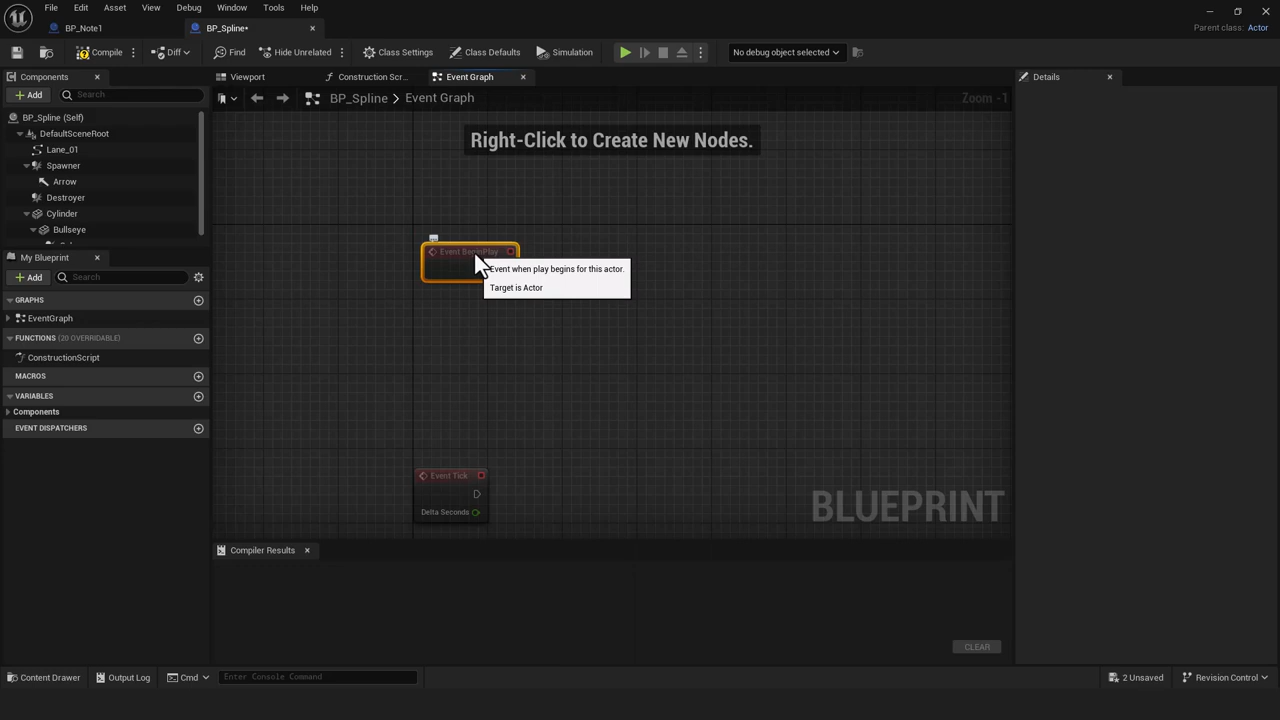 File Edit Asset View Debug Window Tools Help
BP_Note1
BP_Spline*
Parent class: Actor
Compile
Diff
Find
Hide Unrelated
Class Settings
Class Defaults
Simulation
No debug object selected
Components
Viewport
Construction Scr...
Event Graph
Details
Add
Search
BP_Spline > Event Graph
Zoom -1
BP_Spline (Self)
DefaultSceneRoot
Lane_01
Spawner
Arrow
Destroyer
Cylinder
Bullseye
Right-Click to Create New Nodes.
Event BeginPlay
Event when play begins for this actor.
Target is Actor
My Blueprint
Add
Search
GRAPHS
EventGraph
FUNCTIONS (20 OVERRIDABLE)
ConstructionScript
MACROS
VARIABLES
Components
EVENT DISPATCHERS
Event Tick
Delta Seconds
BLUEPRINT
Compiler Results
CLEAR
Content Drawer
Output Log
Cmd
Enter Console Command
2 Unsaved
Revision Control